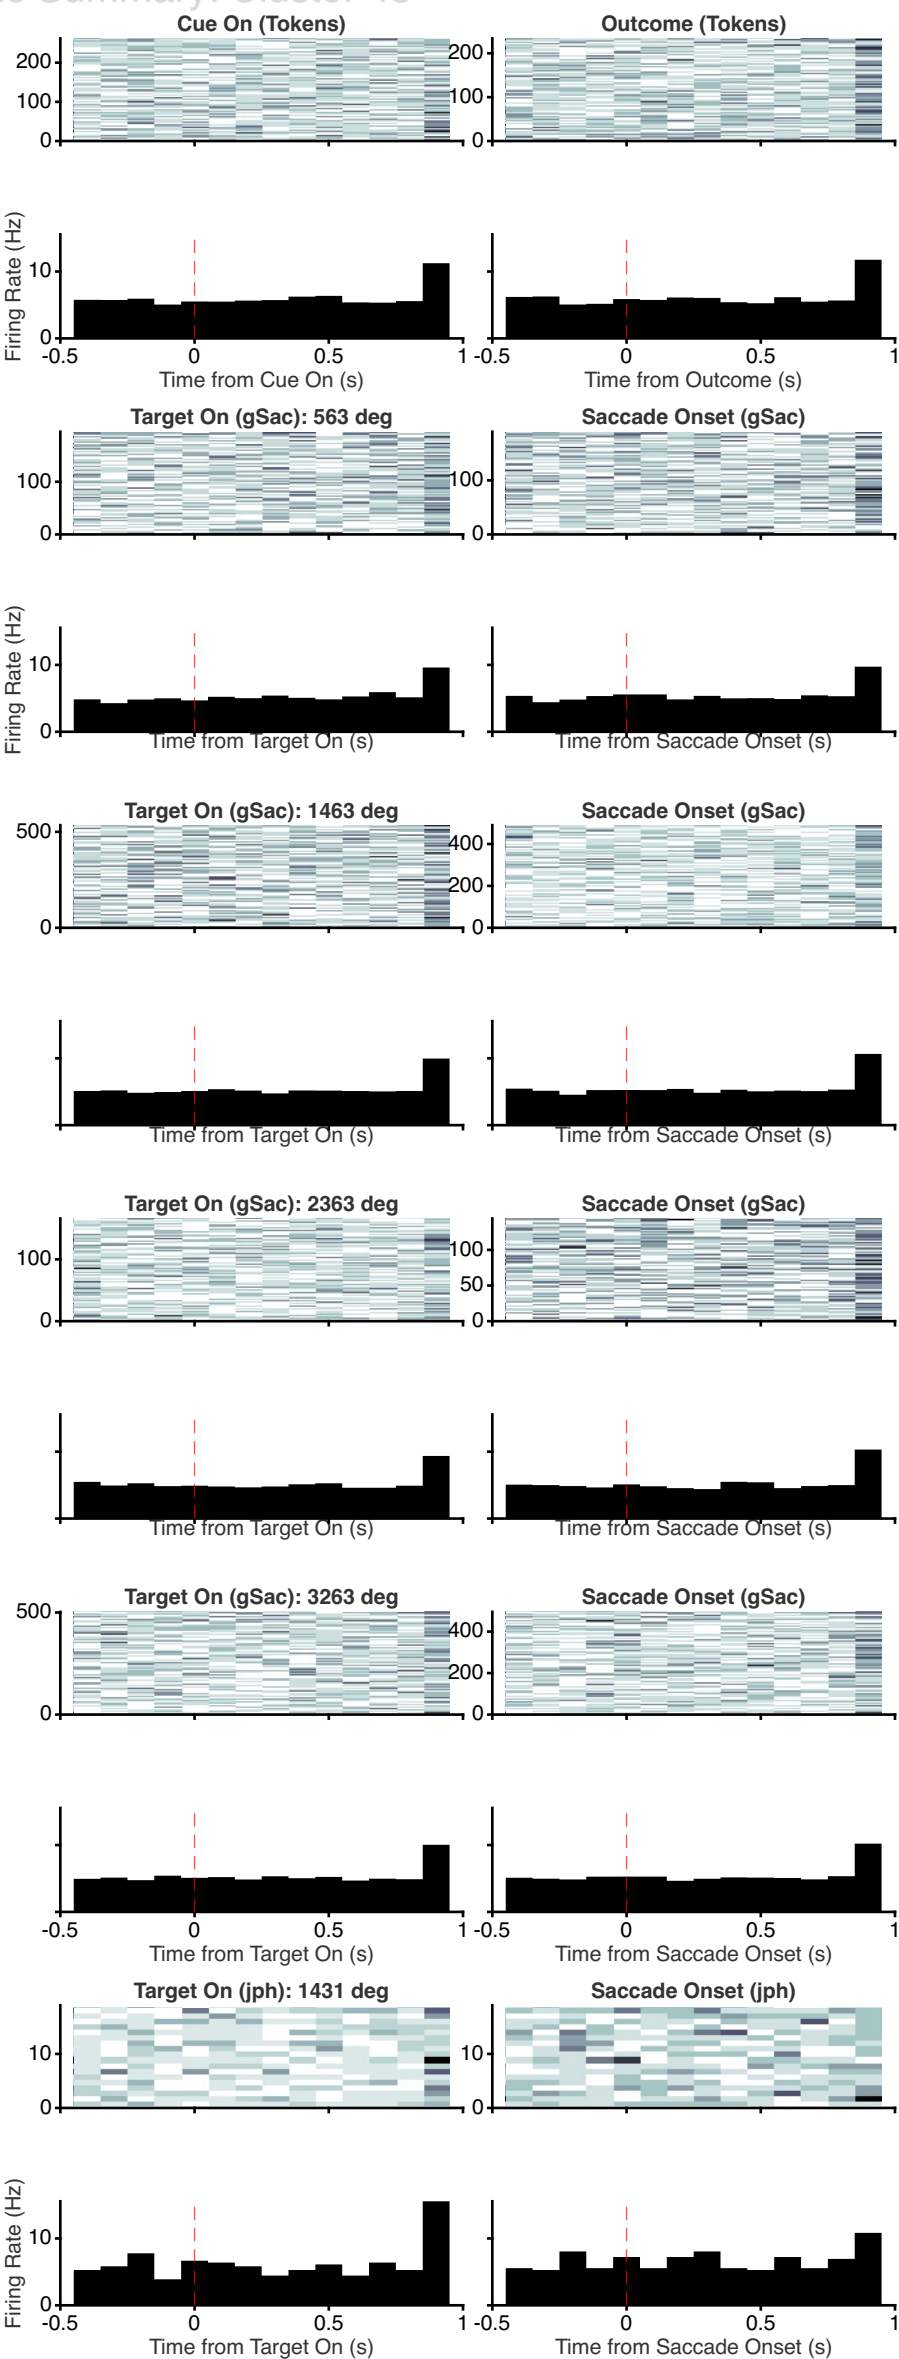 Summary: Cluster
Cue On (Tokens) Outcome (Tokens)
200 200
100 100
0 0
Firing Rate (Hz)
10
0
-0.5 0 0.5 1 -0.5 0 0.5 1
Time from Cue On (s) Time from Outcome (s)
Target On (gSac): 563 deg Saccade Onset (gSac)
100 100
0 0
Firing Rate (Hz)
10
0
Time from Target On (s) Time from Saccade Onset (s)
Target On (gSac): 1463 deg Saccade Onset (gSac)
500 400
200
0 0
Time from Target On (s) Time from Saccade Onset (s)
Target On (gSac): 2363 deg Saccade Onset (gSac)
100 100
50
0 0
Time from Target On (s) Time from Saccade Onset (s)
Target On (gSac): 3263 deg Saccade Onset (gSac)
500 400
200
0 0
-0.5 0 0.5 1 -0.5 0 0.5 1
Time from Target On (s) Time from Saccade Onset (s)
Target On (jph): 1431 deg Saccade Onset (jph)
10 10
0 0
Firing Rate (Hz)
10
0
-0.5 0 0.5 1 -0.5 0 0.5 1
Time from Target On (s) Time from Saccade Onset (s)